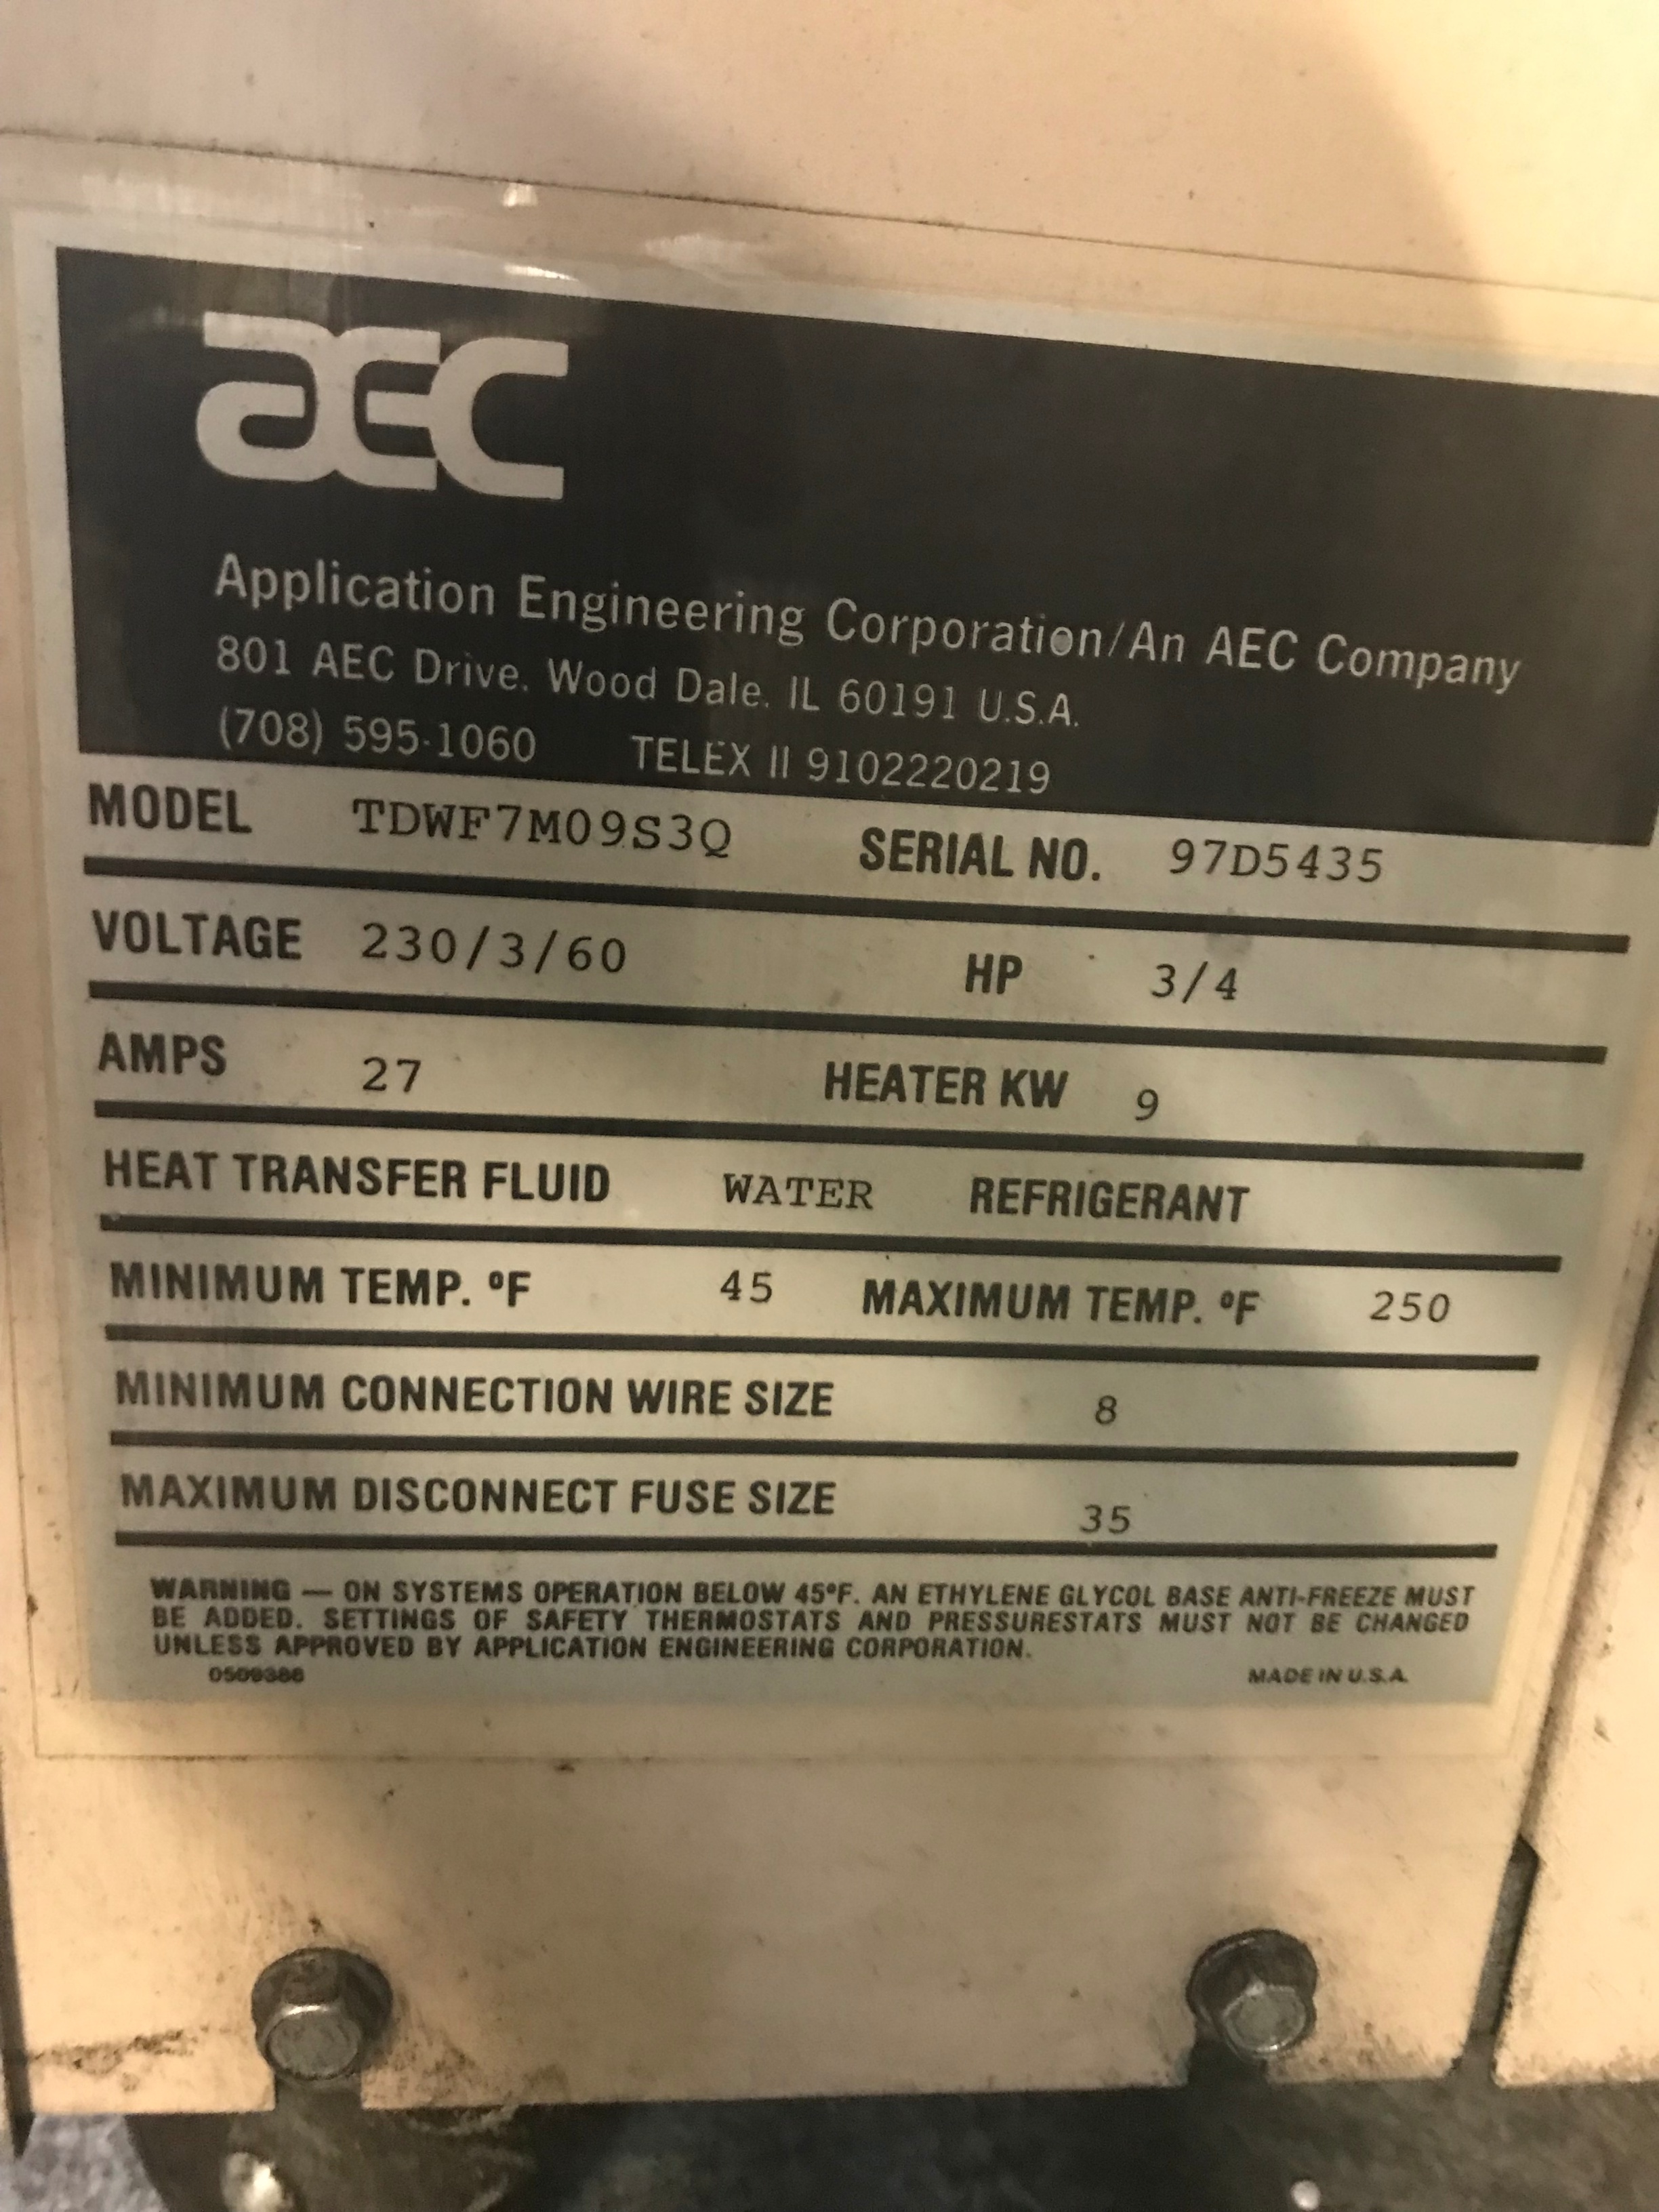 AEC
Application Engineering Corporation/An AEC Company
801 AEC Drive, Wood Dale, IL 60191 U.S.A.
(708) 595-1060 TELEX II 9102220219
MODEL TDWF7M09S3Q SERIAL NO. 97D5435
VOLTAGE 230/3/60 HP 3/4
AMPS 27 HEATER KW 9
HEAT TRANSFER FLUID WATER REFRIGERANT
MINIMUM TEMP. ºF 45 MAXIMUM TEMP. ºF 250
MINIMUM CONNECTION WIRE SIZE 8
MAXIMUM DISCONNECT FUSE SIZE 35
WARNING — ON SYSTEMS OPERATION BELOW 45ºF. AN ETHYLENE GLYCOL BASE ANTI-FREEZE MUST
BE ADDED. SETTINGS OF SAFETY THERMOSTATS AND PRESSURESTATS MUST NOT BE CHANGED
UNLESS APPROVED BY APPLICATION ENGINEERING CORPORATION.
MADE IN U.S.A.